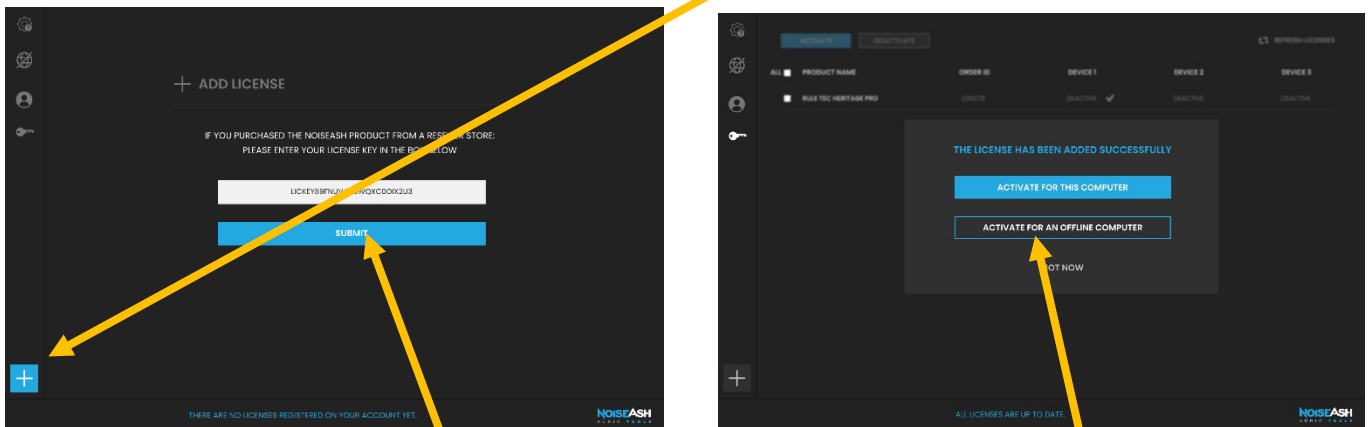 ADD LICENSE
IF YOU PURCHASED THE NOISEASH PRODUCT FROM A STORE:
PLEASE ENTER YOUR LICENSE KEY IN THE BELOW
SUBMIT
THERE ARE NO LICENSES REGISTERED ON YOUR ACCOUNT YET.
NOISEASH
AUDIO TOOLS
ACTIVATE DEACTIVATE REFRESH LICENSES
ALL PRODUCT NAME ORDER ID DEVICE 1 DEVICE 2 DEVICE 3
RULE TEC HERITAGE PRO DEACTIVE DEACTIVE DEACTIVE
THE LICENSE HAS BEEN ADDED SUCCESSFULLY
ACTIVATE FOR THIS COMPUTER
ACTIVATE FOR AN OFFLINE COMPUTER
NOT NOW
ALL LICENSES ARE UP TO DATE.
NOISEASH
AUDIO TOOLS